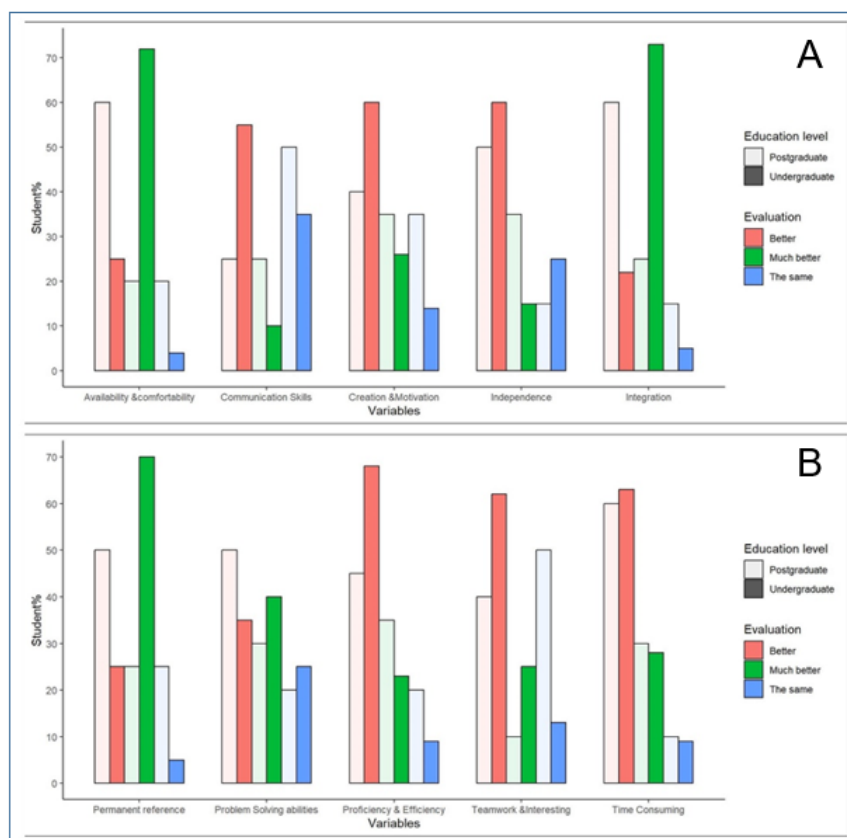 A
70
60
50
40
30
20
10
0
Student%
Availability &comfortability Communication Skills Creation &Motivation Independence Integration
Variables
Education level
Postgraduate
Undergraduate
Evaluation
Better
Much better
The same
B
70
60
50
40
30
20
10
0
Student%
Permanent reference Problem Solving abilities Proficiency & Efficiency Teamwork &Interesting Time Consuming
Variables
Education level
Postgraduate
Undergraduate
Evaluation
Better
Much better
The same